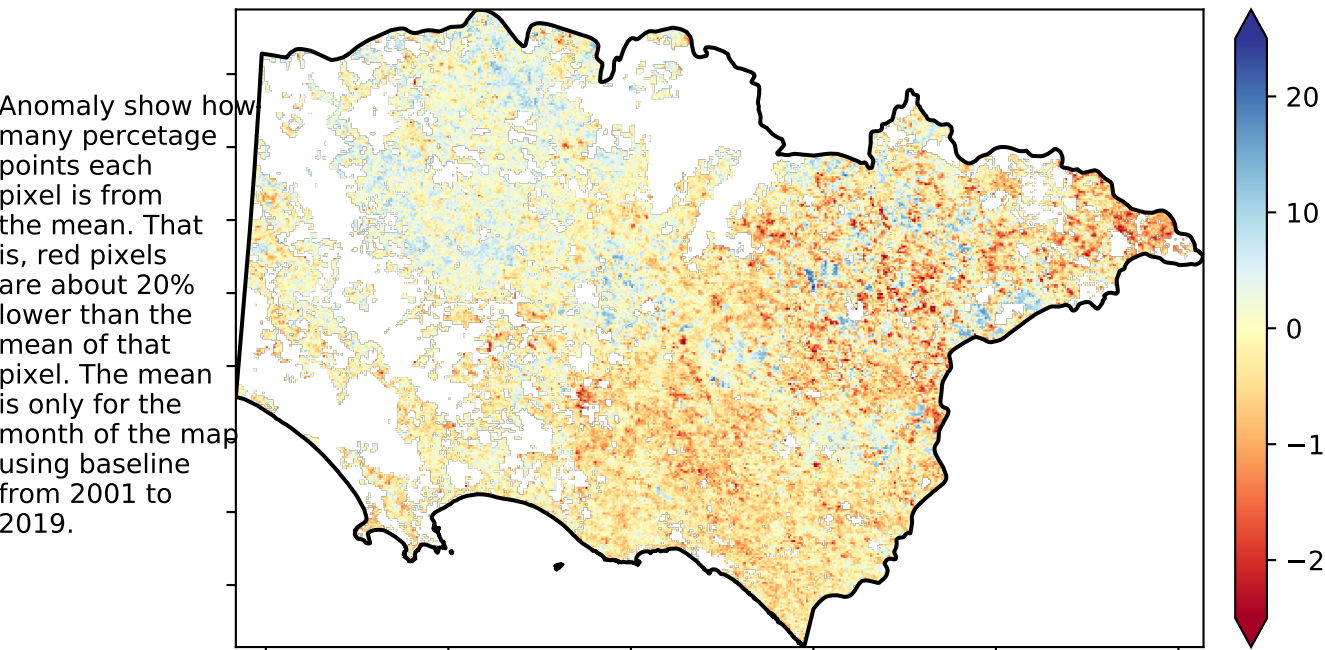 Anomaly show how
many percetage
points each
pixel is from
the mean. That
is, red pixels
are about 20%
lower than the
mean of that
pixel. The mean
is only for the
month of the map
using baseline
from 2001 to
2019.
20
10
0
−1
−2